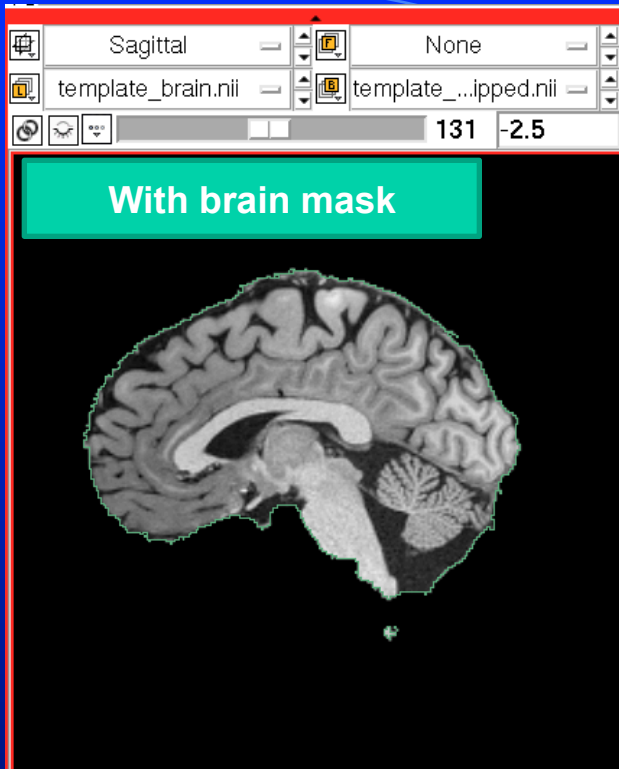 Sagittal F None
L template_brain.nii B template_...ipped.nii
131 -2.5
With brain mask